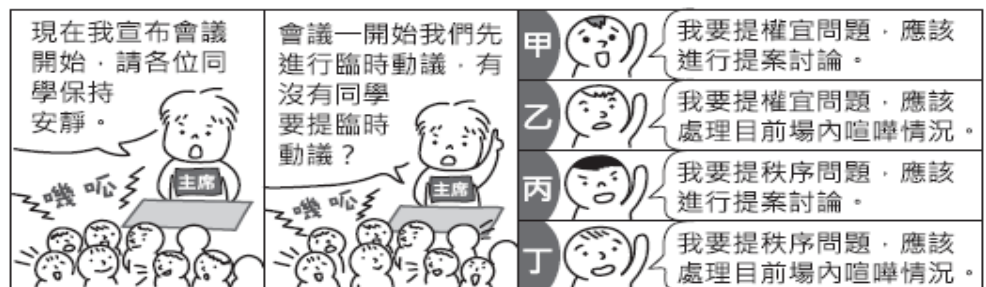 現在我宣布會議
開始，請各位同
學保持
安靜。
主席
嘰呱
會議一開始我們先
進行臨時動議，有
沒有同學
要提臨時
動議？
主席
嘰呱
甲
我要提權宜問題，應該
進行提案討論。
乙
我要提權宜問題，應該
處理目前場內喧嘩情況。
丙
我要提秩序問題，應該
進行提案討論。
丁
我要提秩序問題，應該
處理目前場內喧嘩情況。